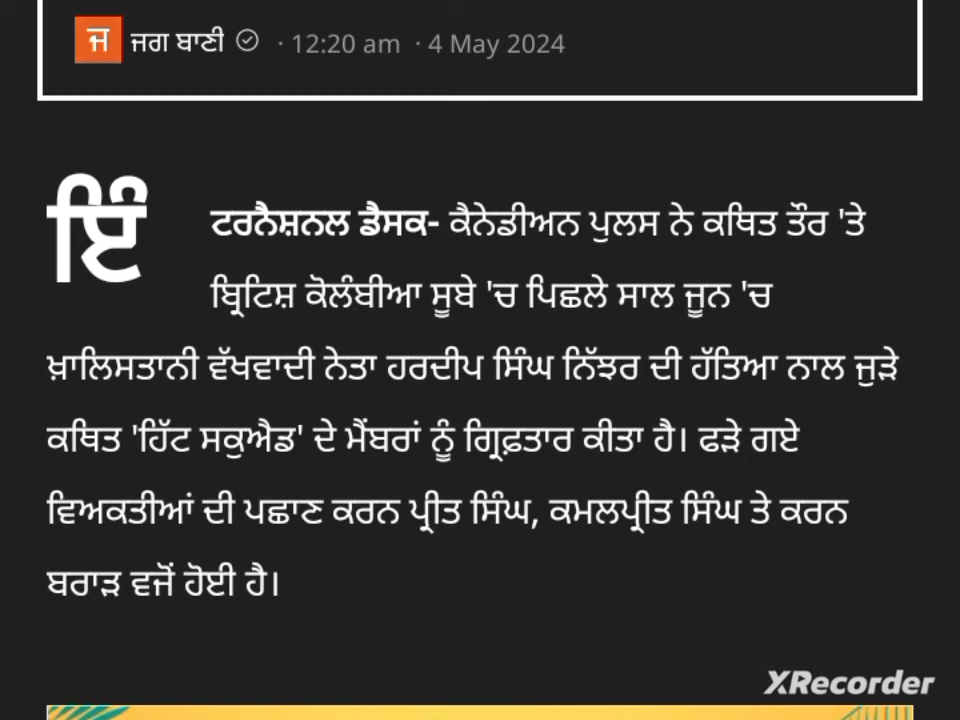 ਜ ਜਗ ਬਾਣੀ · 12:20 am · 4 May 2024
ਇੰਟਰਨੈਸ਼ਨਲ ਡੈਸਕ- ਕੈਨੇਡੀਅਨ ਪੁਲਸ ਨੇ ਕਥਿਤ ਤੌਰ 'ਤੇ
ਬ੍ਰਿਟਿਸ਼ ਕੋਲੰਬੀਆ ਸੂਬੇ 'ਚ ਪਿਛਲੇ ਸਾਲ ਜੂਨ 'ਚ
ਖ਼ਾਲਿਸਤਾਨੀ ਵੱਖਵਾਦੀ ਨੇਤਾ ਹਰਦੀਪ ਸਿੰਘ ਨਿੱਝਰ ਦੀ ਹੱਤਿਆ ਨਾਲ ਜੁੜੇ
ਕਥਿਤ 'ਹਿੱਟ ਸਕੁਐਡ' ਦੇ ਮੈਂਬਰਾਂ ਨੂੰ ਗ੍ਰਿਫ਼ਤਾਰ ਕੀਤਾ ਹੈ। ਫੜੇ ਗਏ
ਵਿਅਕਤੀਆਂ ਦੀ ਪਛਾਣ ਕਰਨ ਪ੍ਰੀਤ ਸਿੰਘ, ਕਮਲਪ੍ਰੀਤ ਸਿੰਘ ਤੇ ਕਰਨ
ਬਰਾੜ ਵਜੋਂ ਹੋਈ ਹੈ।
XRecorder